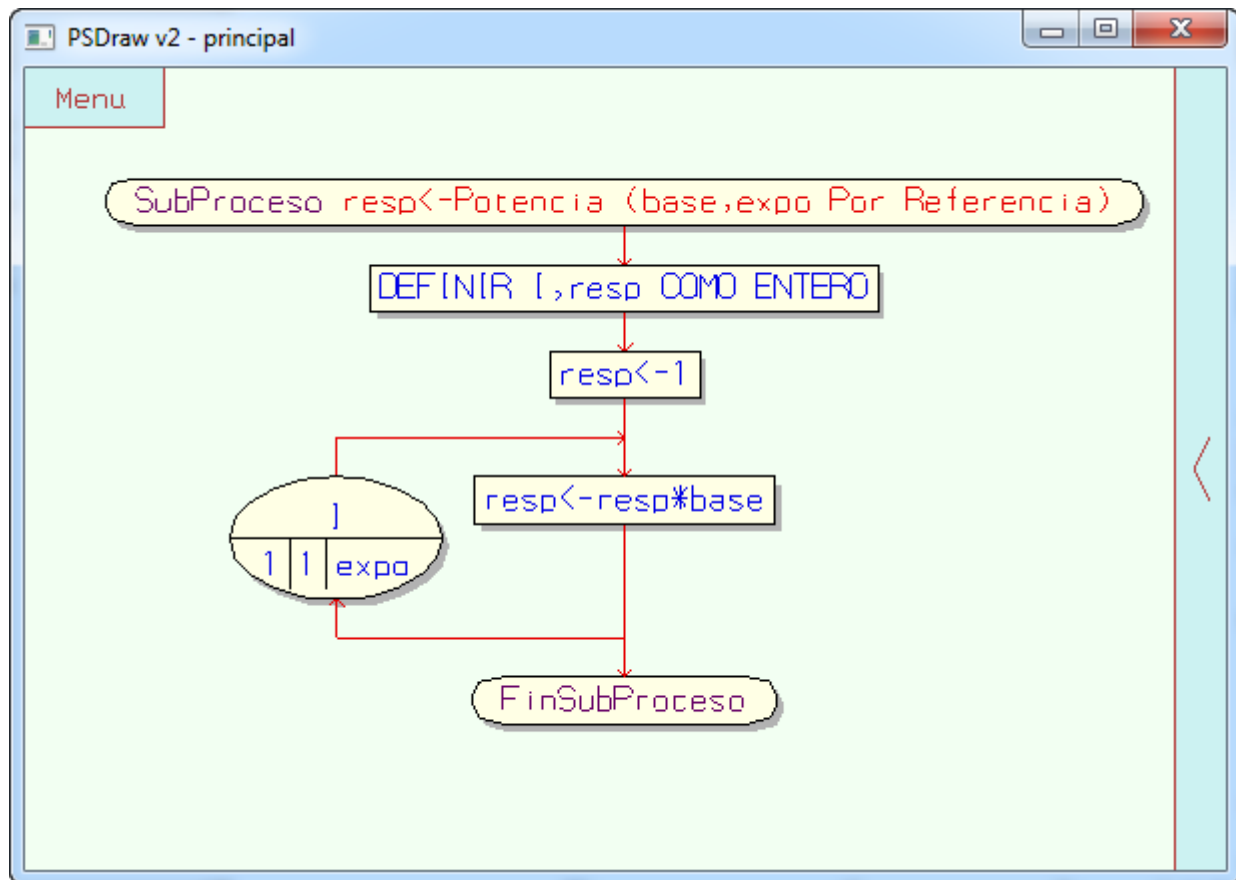 PSDraw v2 - principal
Menu
SubProceso resp<-Potencia (base,expo Por Referencia)
DEFINIR I,resp COMO ENTERO
resp<-1
resp<-resp*base
I
1 1 expo
FinSubProceso